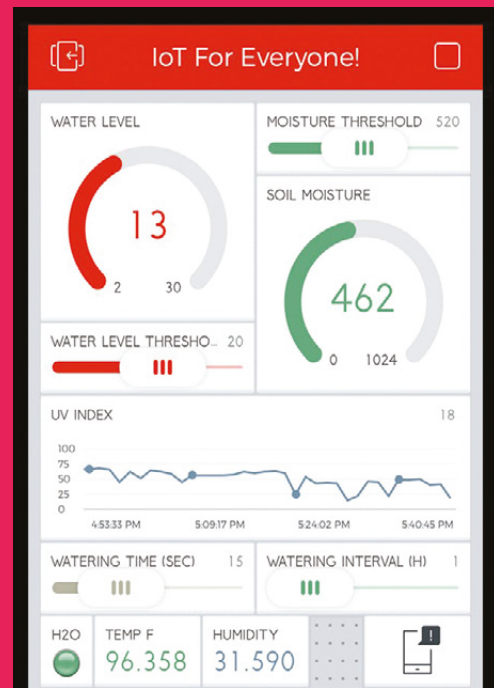 IoT For Everyone!
WATER LEVEL
13
2 30
MOISTURE THRESHOLD 520
SOIL MOISTURE
462
0 1024
WATER LEVEL THRESHO... 20
UV INDEX 18
100
75
50
25
0
4:53:33 PM 5:09:17 PM 5:24:02 PM 5:40:45 PM
WATERING TIME (SEC) 15
WATERING INTERVAL (H) 1
H2O
TEMP F
96.358
HUMIDITY
31.590
!